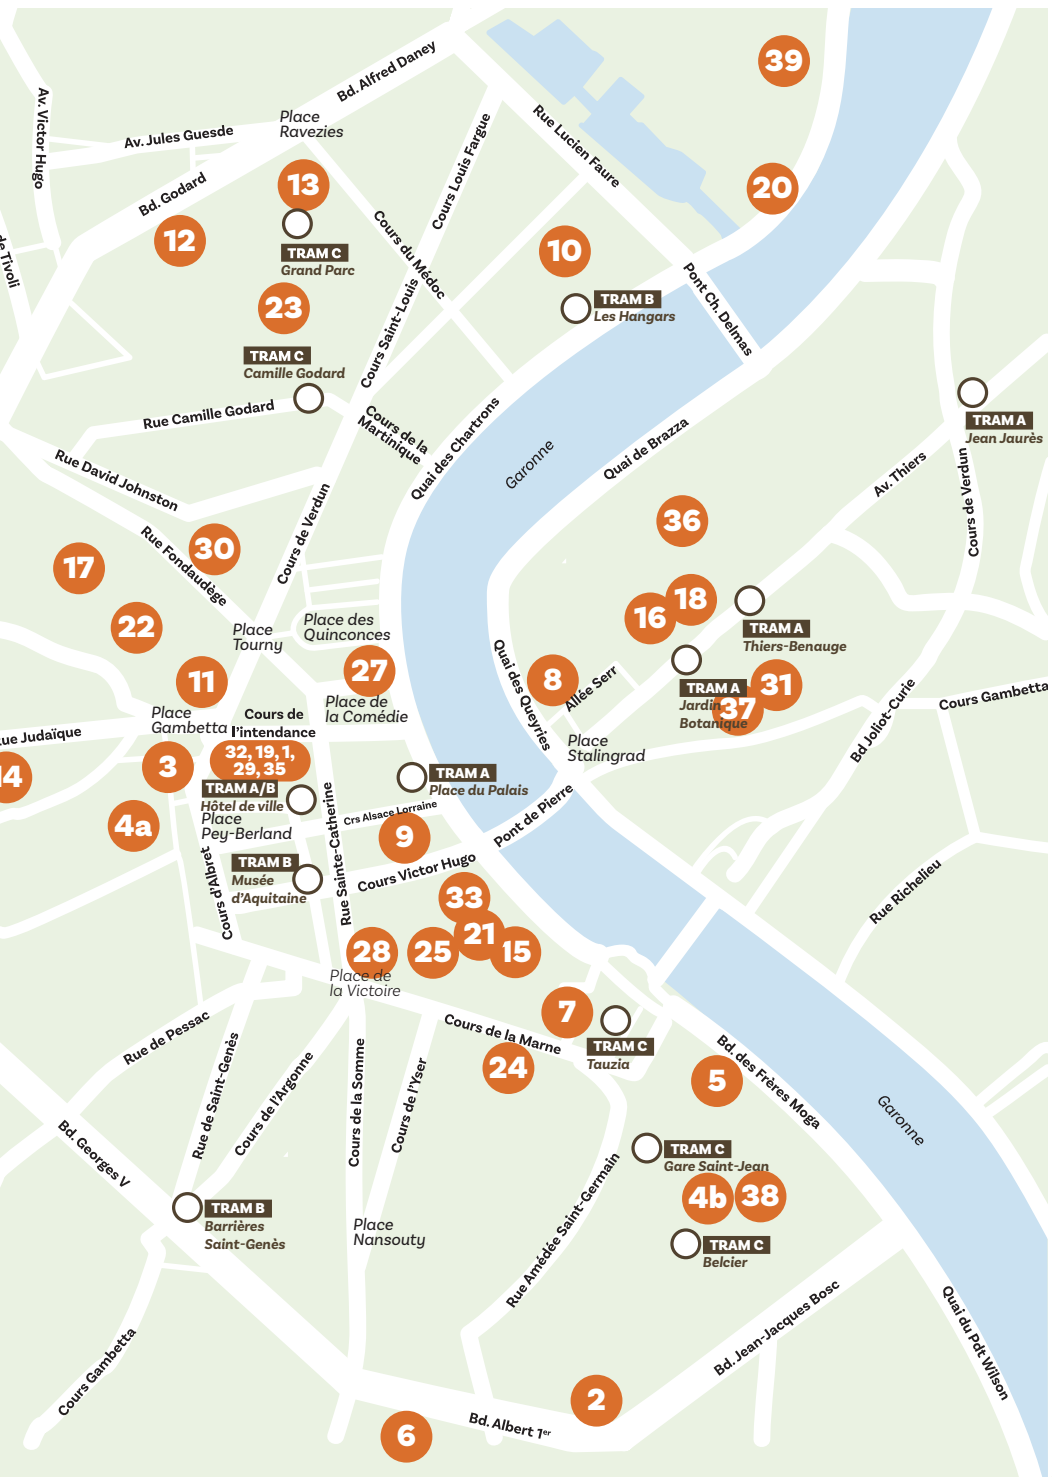 39
Bd. Alfred Daney
Av. Victor Hugo
Place
Ravezies
Av. Jules Guesde
Rue Lucien Faure
Cours Louis Fargue
13
20
Bd. Godard
12
TRAM C
Grand Parc
Cours du Médoc
10
de Tivoli
23
TRAM B
Les Hangars
Pont Ch. Delmas
Cours Saint-Louis
TRAM C
Camille Godard
Rue Camille Godard
Cours de la
Martinique
Quai des Chartrons
Garonne
Quai de Brazza
TRAM A
Jean Jaurès
Av. Thiers
Cours de Verdun
Rue David Johnston
Cours de Verdun
36
30
Rue Fondaudège
17
18
16
22
Place des
Quinconces
Place
Tourny
TRAM A
Thiers-Benauge
27
11
8
Quai des Queyries
Allée Serr
TRAM A
Jardin
Botanique
31
37
Cours Gambetta
Bd Joliot-Curie
Place
Gambetta
Cours de
l'intendance
Place de
la Comédie
Place
Stalingrad
ue Judaïque
14
3
32, 19, 1,
29, 35
TRAM A/B
Hôtel de ville
Place
Pey-Berland
TRAM A
Place du Palais
Crs Alsace Lorraine
Pont de Pierre
4a
9
Rue Sainte-Catherine
TRAM B
Musée
d'Aquitaine
Cours Victor Hugo
Cours d'Albret
Rue Richelieu
33
21
28
25
15
Place de
la Victoire
7
Cours de la Marne
TRAM C
Tauzia
24
5
Bd. des Frères Moga
Garonne
Rue de Pessac
Rue de Saint-Genès
Cours de l'Argonne
Cours de la Somme
Cours de l'Yser
Bd. Georges V
TRAM C
Gare Saint-Jean
4b
38
TRAM B
Barrières
Saint-Genès
Place
Nansouty
Rue Amédée Saint-Germain
TRAM C
Belcier
Quai du Pdt Wilson
Bd. Jean-Jacques Bosc
Cours Gambetta
2
Bd. Albert 1er
6